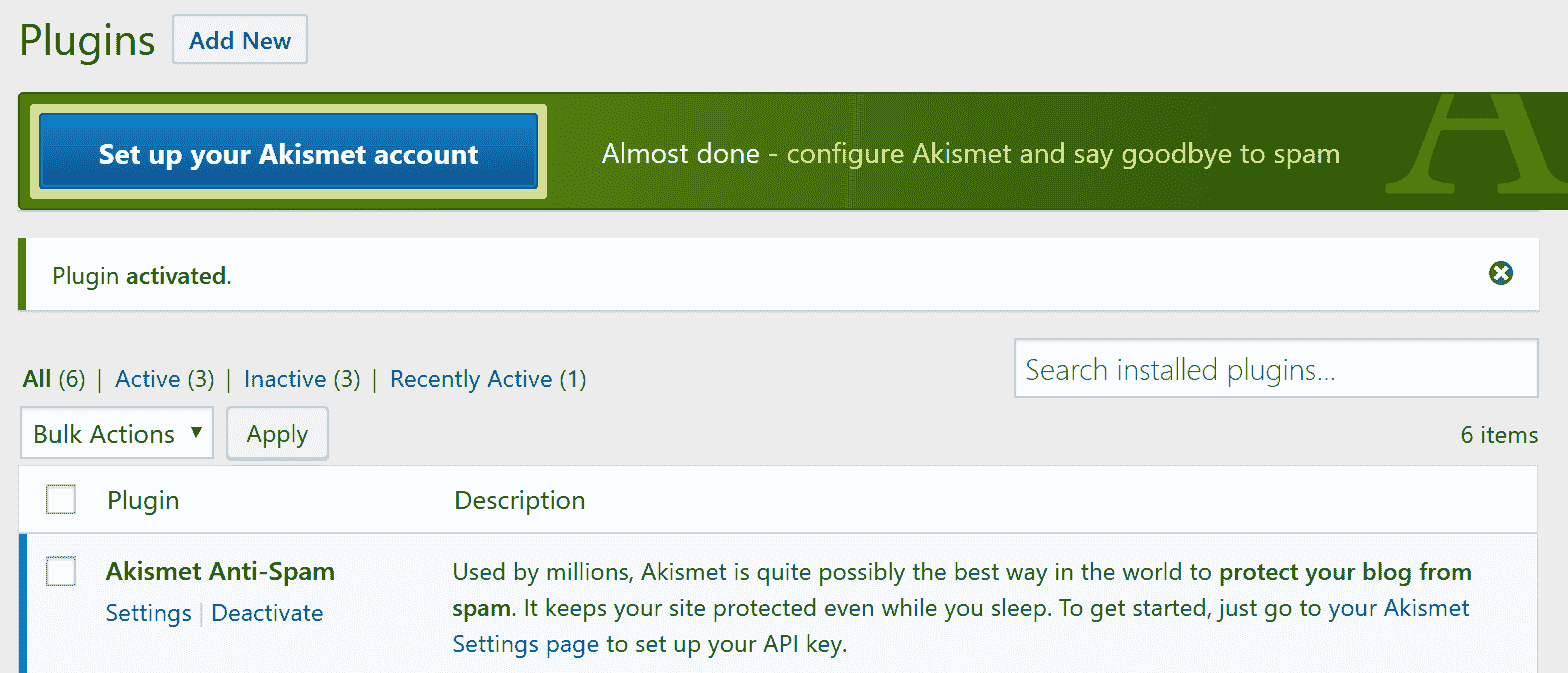 Plugins Add New
Set up your Akismet account Almost done - configure Akismet and say goodbye to spam
Plugin activated.
All (6) | Active (3) | Inactive (3) | Recently Active (1)
Search installed plugins...
Bulk Actions ▼ Apply
6 items
Plugin Description
Akismet Anti-Spam
Settings | Deactivate
Used by millions, Akismet is quite possibly the best way in the world to protect your blog from
spam. It keeps your site protected even while you sleep. To get started, just go to your Akismet
Settings page to set up your API key.